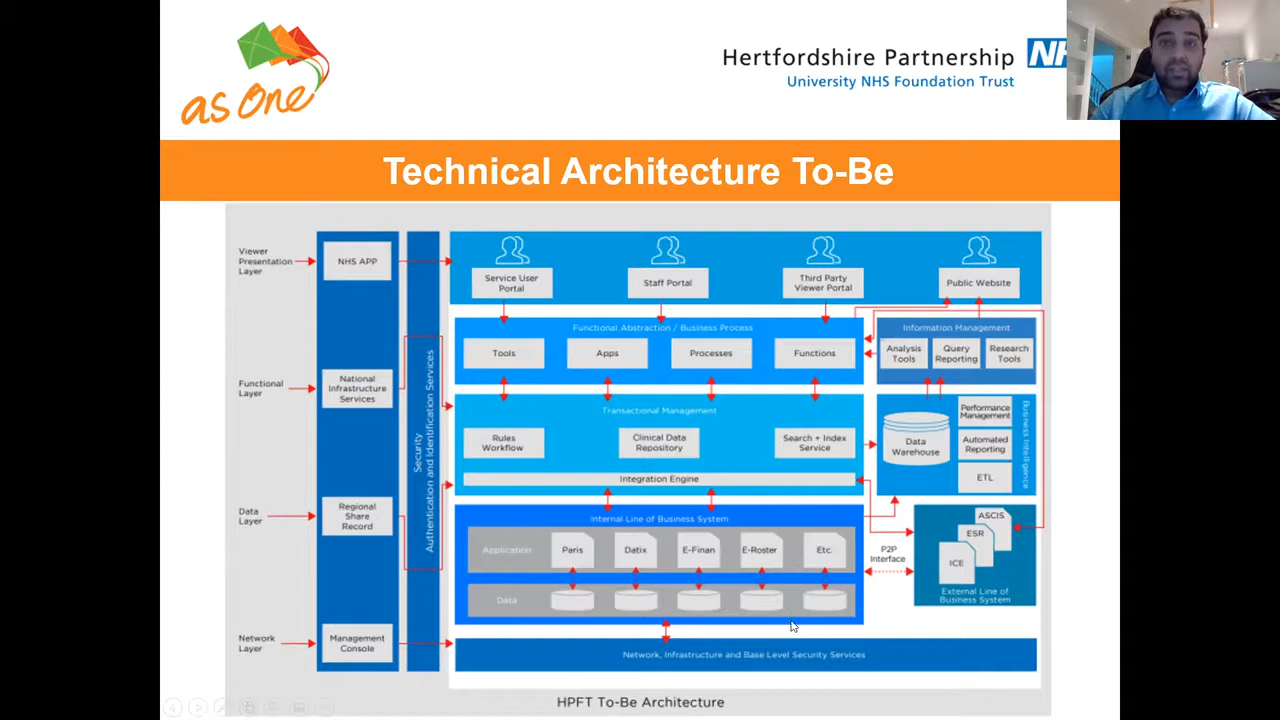 as one
Hertfordshire Partnership
University NHS Foundation Trust
NH
Technical Architecture To-Be
Viewer
Presentation
Layer
NHS APP
Service User
Portal
Staff Portal
Third Party
Viewer Portal
Public Website
Functional Abstraction / Business Process
Tools
Apps
Processes
Functions
Information Management
Analysis
Tools
Query
Reporting
Research
Tools
Functional
Layer
National
Infrastructure
Services
Security
Authentication and Identification Services
Transactional Management
Rules
Workflow
Clinical Data
Repository
Search + Index
Service
Integration Engine
Data
Warehouse
Performance
Management
Automated
Reporting
ETL
Business Intelligence
Data
Layer
Regional
Share
Record
Internal Line of Business System
Application
Paris
Datix
E-Finan
E-Roster
Etc.
Data
P2P
Interface
ASCIS
ESR
ICE
External Line of
Business System
Network
Layer
Management
Console
Network, Infrastructure and Base Level Security Services
HPFT To-Be Architecture